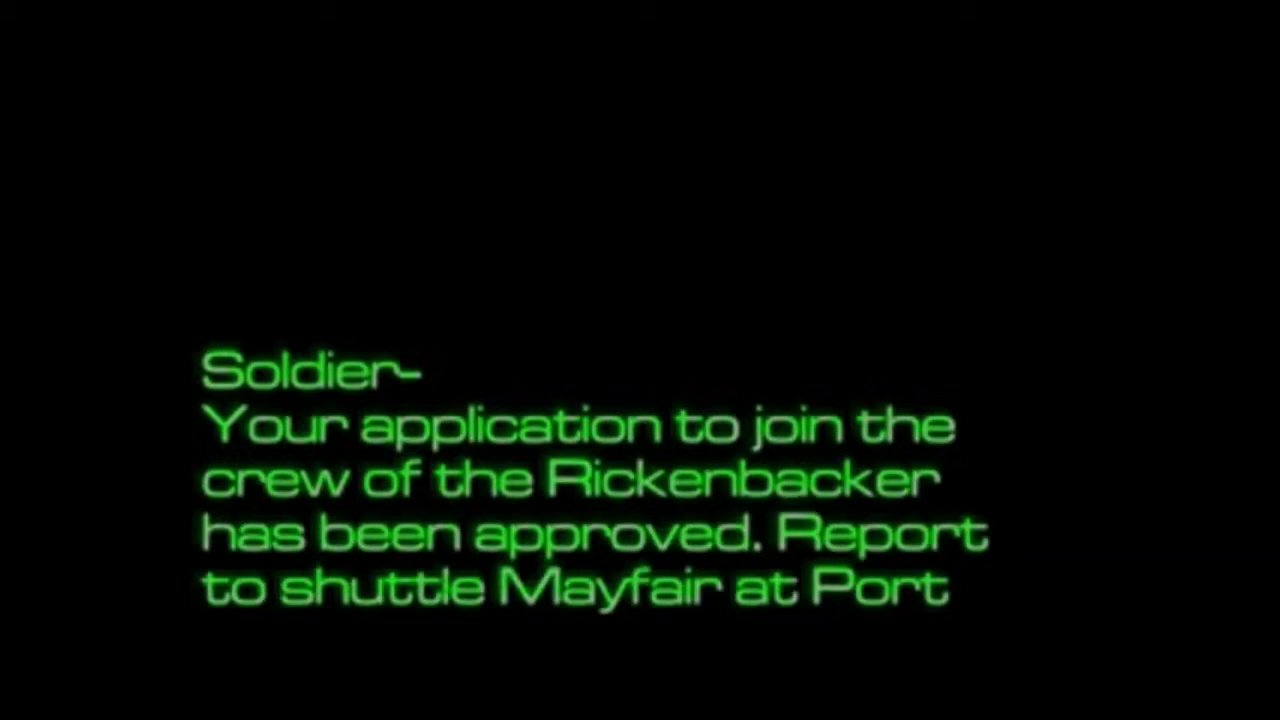 Soldier-
Your application to join the
crew of the Rickenbacker
has been approved. Report
to shuttle Mayfair at Port